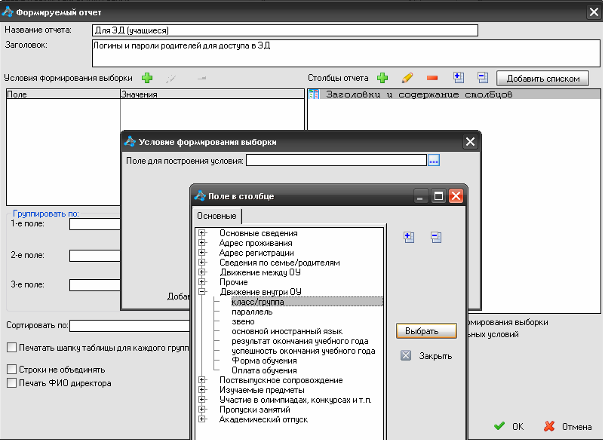 Формируемый отчет
Название отчета: Для ЭД (учащиеся)
Заголовок: Логины и пароли родителей для доступа в ЭД
Условия формирования выборки
Столбцы отчета
Добавить списком
Поле Значения
Заголовки и содержание столбцов
Условие формирования выборки
Поле для построения условия: ...
Поле в столбце
Основные
Основные сведения
Адрес проживания
Адрес регистрации
Сведения по семье/родителям
Движение между ОУ
Прочие
Движение внутри ОУ
класс/группа
параллель
звено
основной иностранный язык
результат окончания учебного года
успешность окончания учебного года
Форма обучения
Оплата обучения
Поствыпускное сопровождение
Изучаемые предметы
Участие в олимпиадах, конкурсах и т.п.
Пропуски занятий
Академический отпуск
Выбрать
Закрыть
Группировать по:
1-е поле:
2-е поле:
3-е поле:
Сортировать по:
Печатать шапку таблицы для каждого групп
Строки не объединять
Печать ФИО директора
OK
Отмена